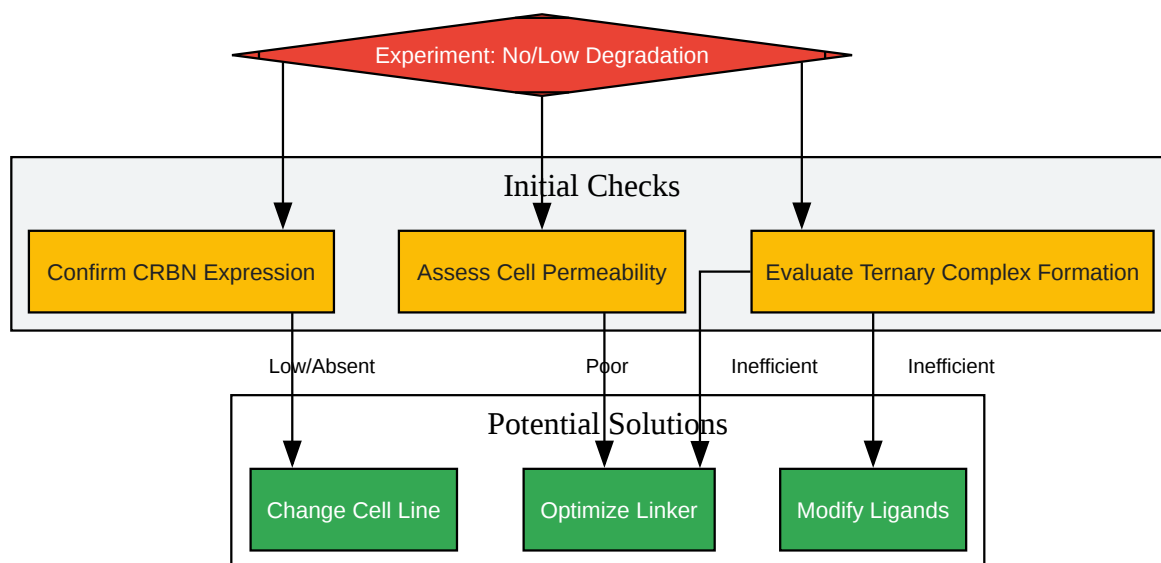 Experiment: No/Low Degradation
Initial Checks
Confirm CRBN Expression
Assess Cell Permeability
Evaluate Ternary Complex Formation
Low/Absent
Poor
Inefficient
Inefficient
Potential Solutions
Change Cell Line
Optimize Linker
Modify Ligands